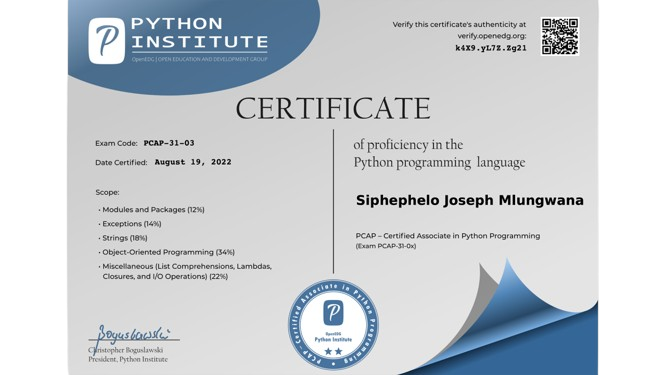 PYTHON
INSTITUTE
OpenEDG | OPEN EDUCATION AND DEVELOPMENT GROUP
Verify this certificate's authenticity at
verify.openedg.org:
k4X9.yL7Z.Zg21
CERTIFICATE
Exam Code: PCAP-31-03
Date Certified: August 19, 2022
Scope:
• Modules and Packages (12%)
• Exceptions (14%)
• Strings (18%)
• Object-Oriented Programming (34%)
• Miscellaneous (List Comprehensions, Lambdas,
Closures, and I/O Operations) (22%)
of proficiency in the
Python programming language
Siphephelo Joseph Mlungwana
PCAP – Certified Associate in Python Programming
(Exam PCAP-31-0x)
Boguslawski
Christopher Boguslawski
President, Python Institute
PCAP – Certified Associate in Python Programming
OpenEDG
Python Institute